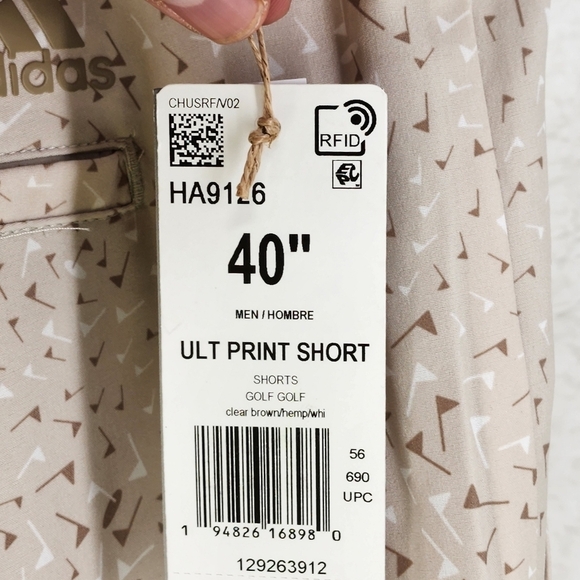 adidas
CHUSRF/V02
RFID
HA9126
40"
MEN / HOMBRE
ULT PRINT SHORT
SHORTS
GOLF GOLF
clear brown/hemp/whi
56
690
UPC
1 94826 16898 0
129263912